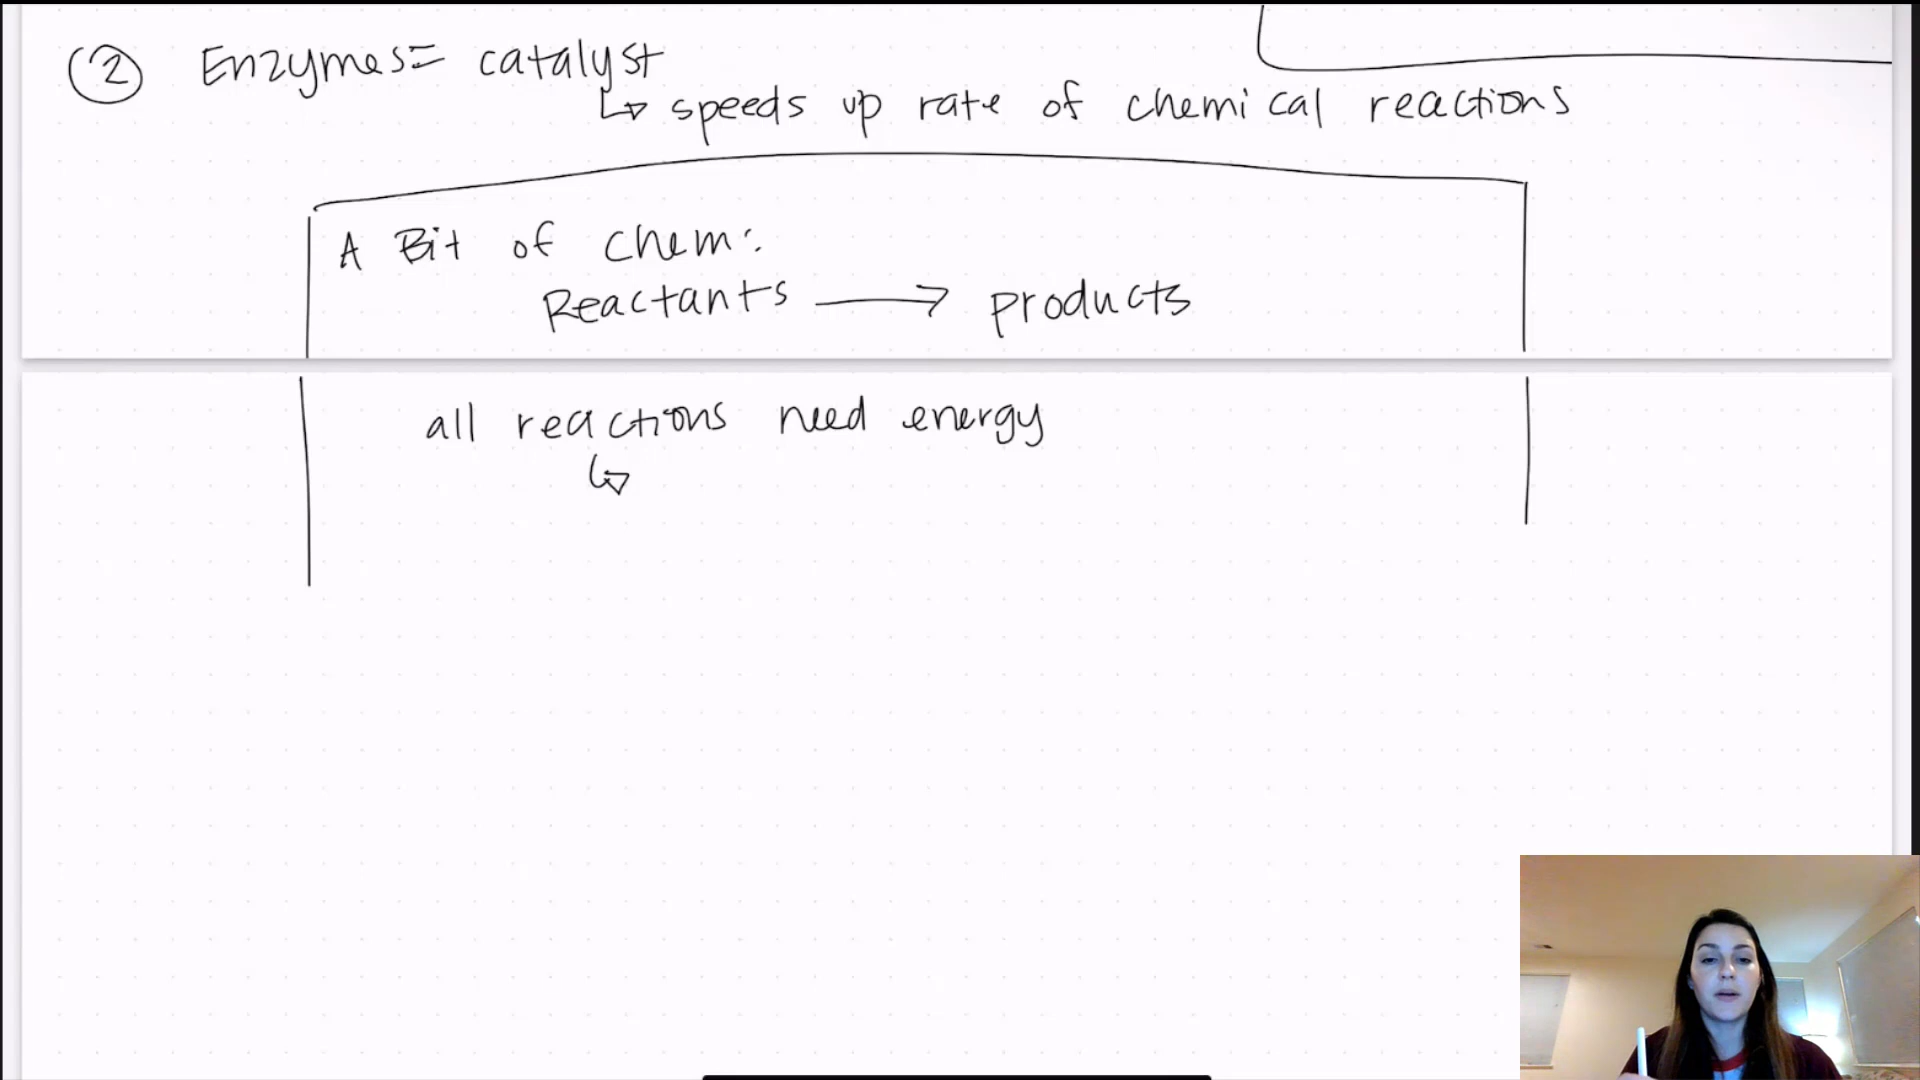 ② Enzymes = catalyst
↳ speeds up rate of chemical reactions
A Bit of Chem:
Reactants → products
all reactions need energy
↳